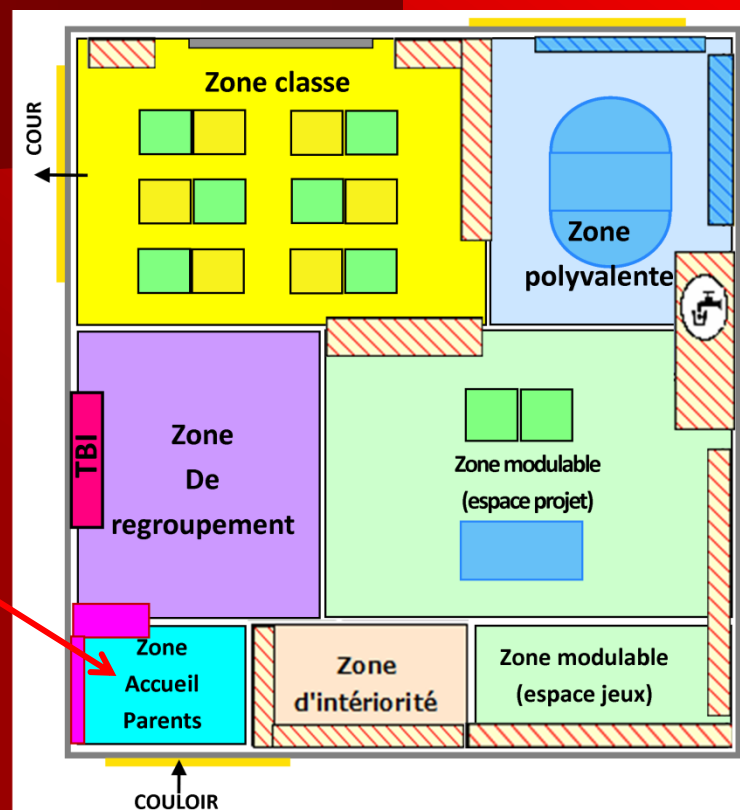 COUR
Zone classe
Zone
polyvalente
TBI
Zone
De
regroupement
Zone modulable
(espace projet)
Zone
Accueil
Parents
Zone
d'intériorité
Zone modulable
(espace jeux)
COULOIR